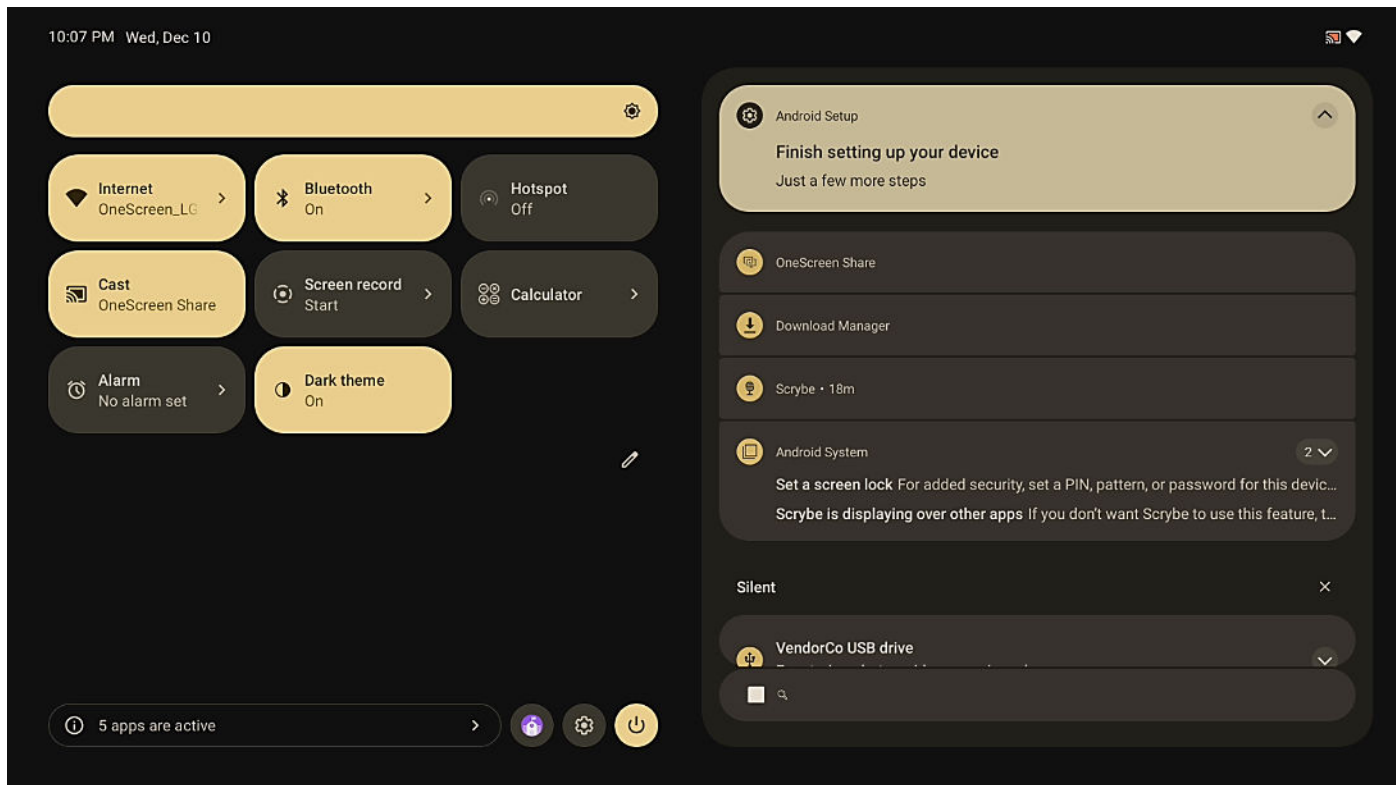 10:07 PM Wed, Dec 10
Internet
OneScreen_LG
Bluetooth
On
Hotspot
Off
Cast
OneScreen Share
Screen record
Start
Calculator
Alarm
No alarm set
Dark theme
On
5 apps are active
Android Setup
Finish setting up your device
Just a few more steps
OneScreen Share
Download Manager
Scrybe • 18m
Android System
2
Set a screen lock For added security, set a PIN, pattern, or password for this devic...
Scrybe is displaying over other apps If you don't want Scrybe to use this feature, t...
Silent
VendorCo USB drive